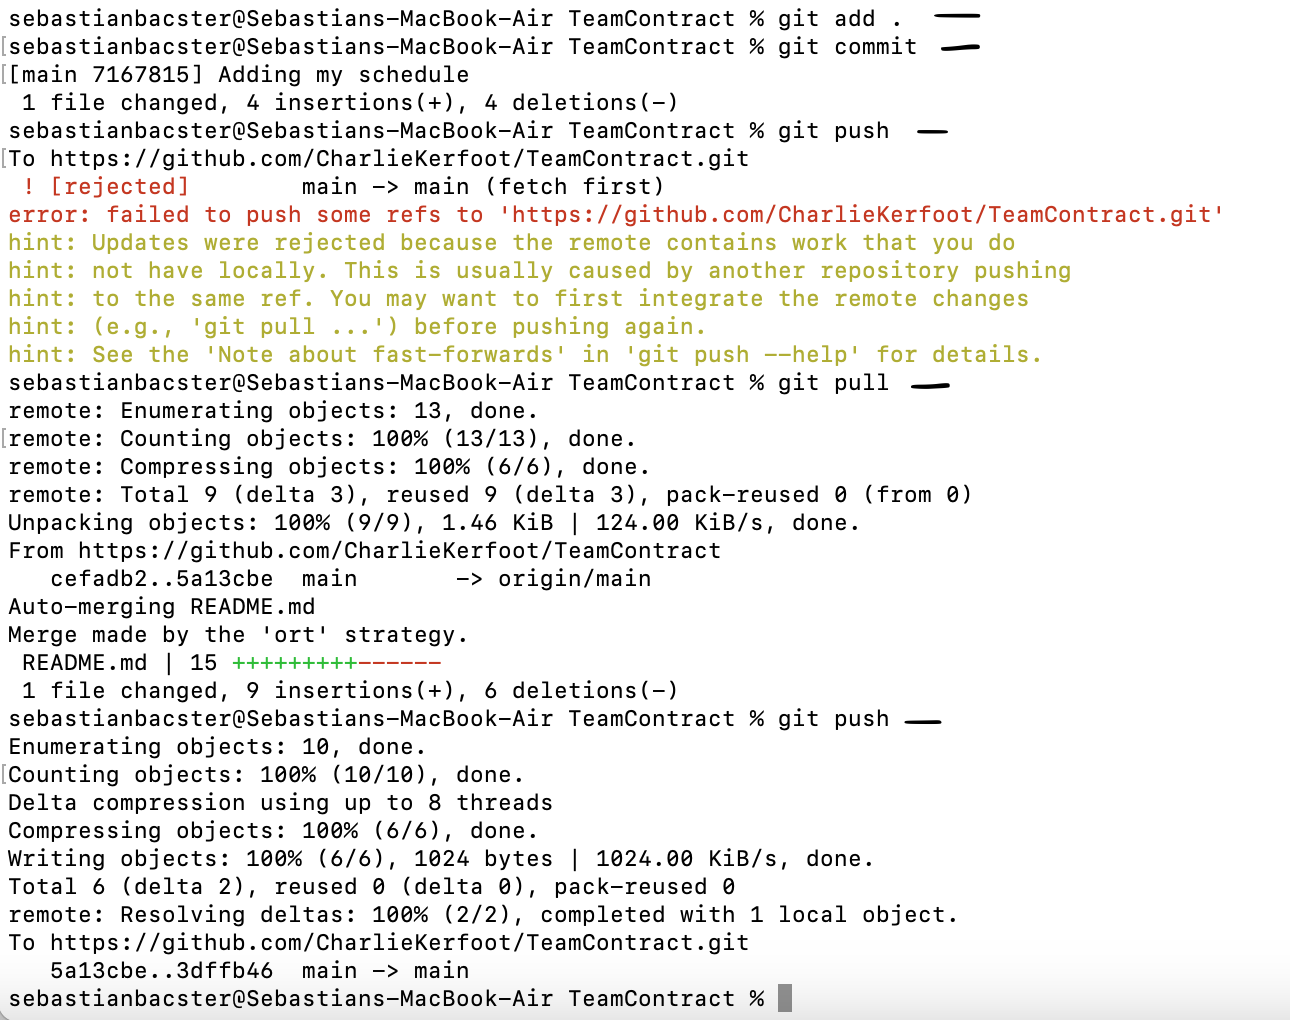 sebastianbacster@Sebastians-MacBook-Air TeamContract % git add .
[sebastianbacster@Sebastians-MacBook-Air TeamContract % git commit
[[main 7167815] Adding my schedule
 1 file changed, 4 insertions(+), 4 deletions(-)
sebastianbacster@Sebastians-MacBook-Air TeamContract % git push
[To https://github.com/CharlieKerfoot/TeamContract.git
 ! [rejected]        main -> main (fetch first)
error: failed to push some refs to 'https://github.com/CharlieKerfoot/TeamContract.git'
hint: Updates were rejected because the remote contains work that you do
hint: not have locally. This is usually caused by another repository pushing
hint: to the same ref. You may want to first integrate the remote changes
hint: (e.g., 'git pull ...') before pushing again.
hint: See the 'Note about fast-forwards' in 'git push --help' for details.
sebastianbacster@Sebastians-MacBook-Air TeamContract % git pull
remote: Enumerating objects: 13, done.
[remote: Counting objects: 100% (13/13), done.
remote: Compressing objects: 100% (6/6), done.
remote: Total 9 (delta 3), reused 9 (delta 3), pack-reused 0 (from 0)
Unpacking objects: 100% (9/9), 1.46 KiB | 124.00 KiB/s, done.
From https://github.com/CharlieKerfoot/TeamContract
   cefadb2..5a13cbe  main       -> origin/main
Auto-merging README.md
Merge made by the 'ort' strategy.
 README.md | 15 +++++++++------
 1 file changed, 9 insertions(+), 6 deletions(-)
sebastianbacster@Sebastians-MacBook-Air TeamContract % git push
Enumerating objects: 10, done.
[Counting objects: 100% (10/10), done.
Delta compression using up to 8 threads
Compressing objects: 100% (6/6), done.
Writing objects: 100% (6/6), 1024 bytes | 1024.00 KiB/s, done.
Total 6 (delta 2), reused 0 (delta 0), pack-reused 0
remote: Resolving deltas: 100% (2/2), completed with 1 local object.
To https://github.com/CharlieKerfoot/TeamContract.git
   5a13cbe..3dffb46  main -> main
sebastianbacster@Sebastians-MacBook-Air TeamContract %